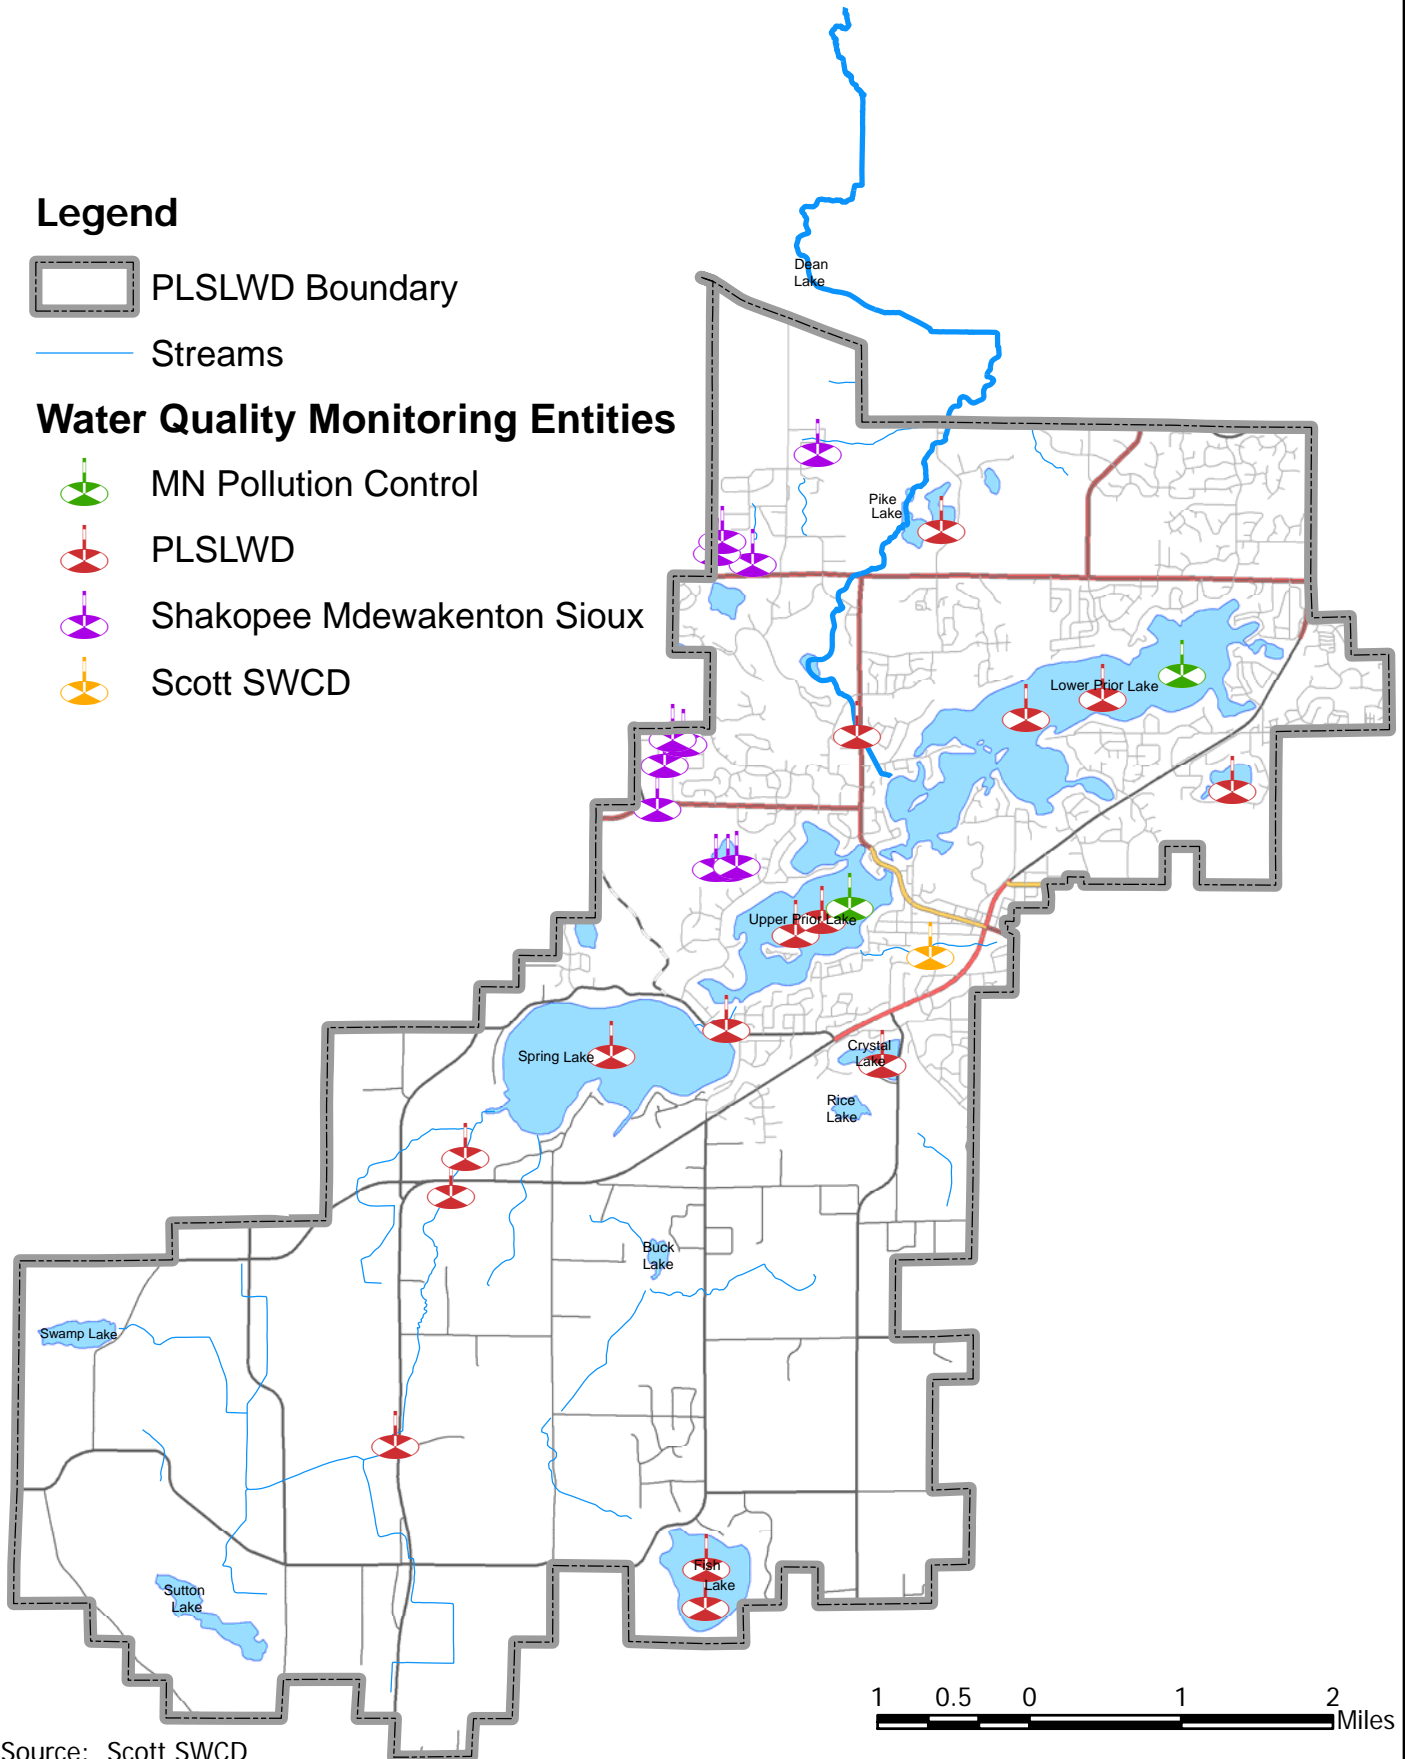 Legend
PLSLWD Boundary
Streams
Water Quality Monitoring Entities
MN Pollution Control
PLSLWD
Shakopee Mdewakenton Sioux
Scott SWCD
Dean
Lake
Pike
Lake
Lower Prior Lake
Upper Prior Lake
Spring Lake
Crystal
Lake
Rice
Lake
Buck
Lake
Swamp Lake
Fish
Lake
Sutton
Lake
1 0.5 0 1 2
Miles
Source: Scott SWCD